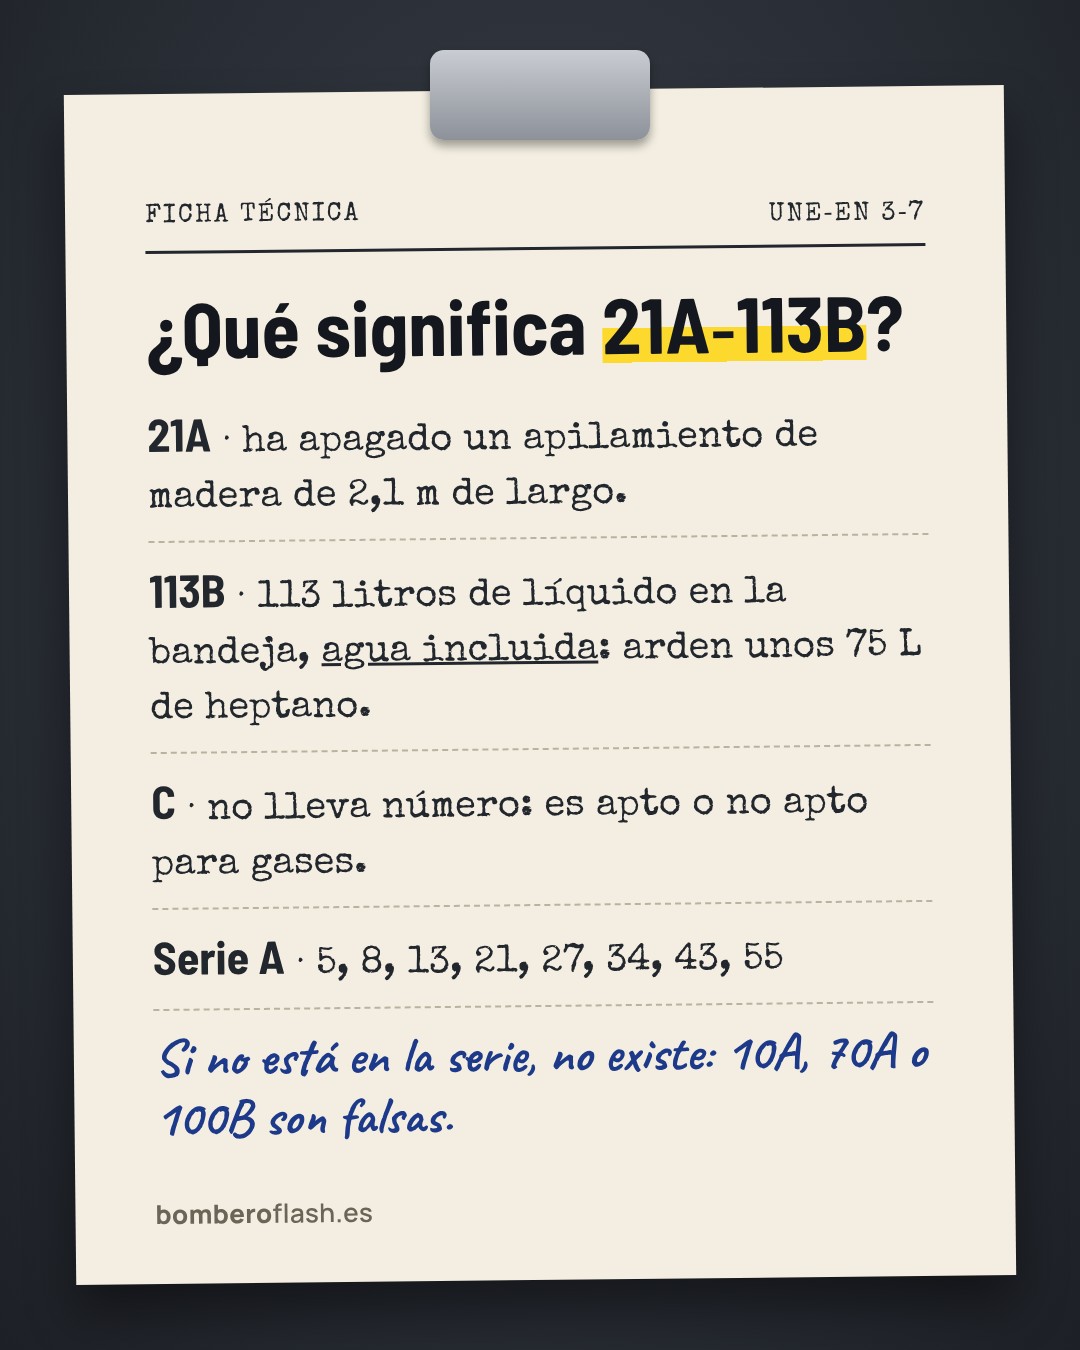 FICHA TÉCNICA
UNE-EN 3-7
¿Qué significa 21A-113B?
21A · ha apagado un apilamiento de
madera de 2,1 m de largo.
113B · 113 litros de líquido en la
bandeja, agua incluida: arden unos 75 L
de heptano.
C · no lleva número: es apto o no apto
para gases.
Serie A · 5, 8, 13, 21, 27, 34, 43, 55
Si no está en la serie, no existe: 10A, 70A o
100B son falsas.
bomberoflash.es